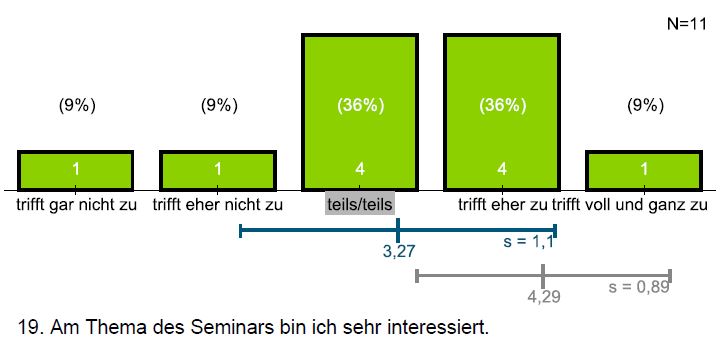 N=11
(9%) (9%) (36%) (36%) (9%)
1 1 4 4 1
trifft gar nicht zu trifft eher nicht zu teils/teils trifft eher zu trifft voll und ganz zu
3,27 s = 1,1
4,29 s = 0,89
19. Am Thema des Seminars bin ich sehr interessiert.